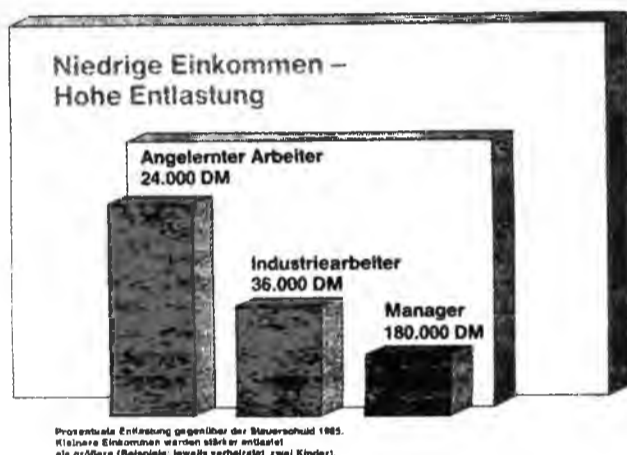 Niedrige Einkommen –
Hohe Entlastung
Angelernter Arbeiter
24.000 DM
Industriearbeiter
36.000 DM
Manager
180.000 DM
Prozentuale Entlastung gegenüber der Steuerschuld 1985.
Kleinere Einkommen werden stärker entlastet
als größere (Beispiele: jeweils verheiratet, zwei Kinder).